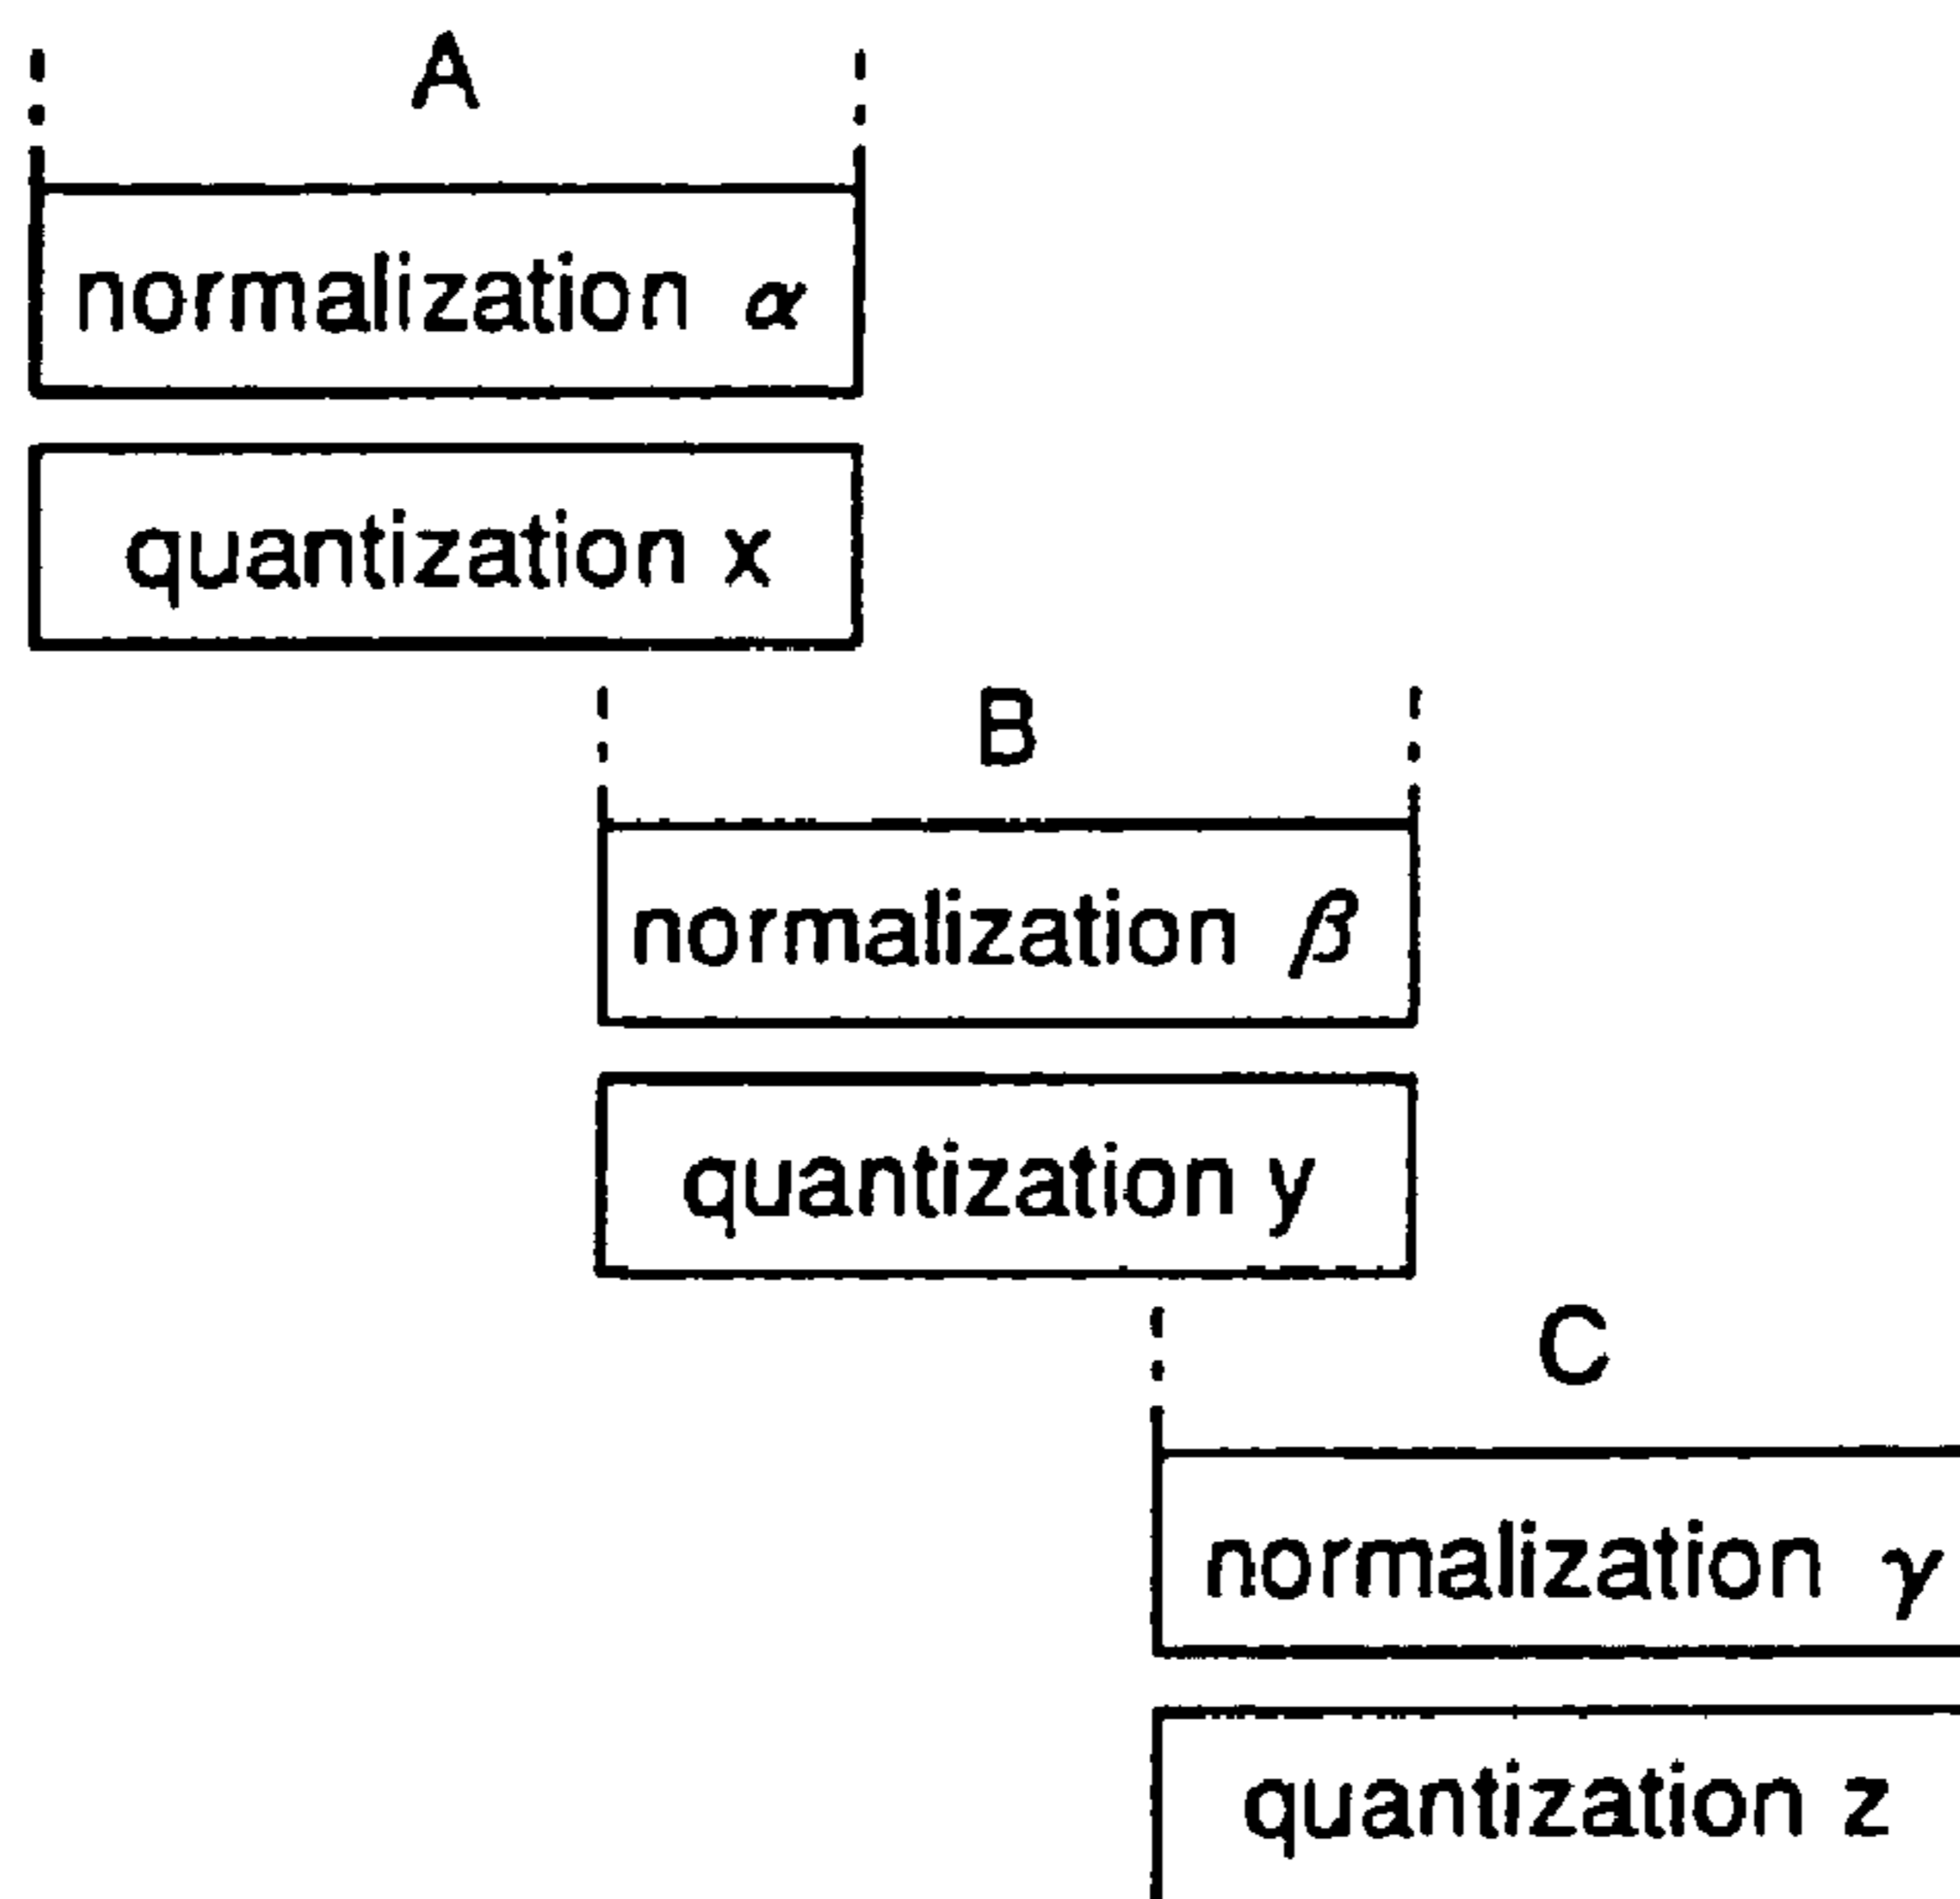 A
normalization α
quantization x
B
normalization β
quantization y
C
normalization γ
quantization z